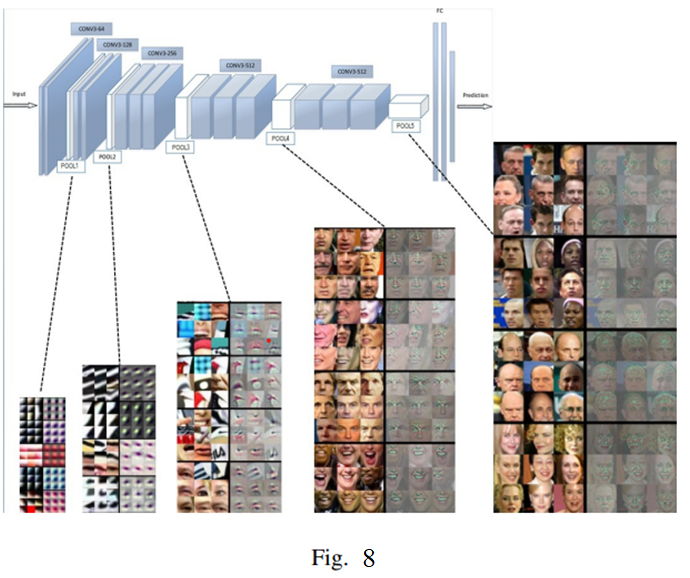 FC
CONV3-64
CONV3-128
CONV3-256
CONV3-512
CONV3-512
Input
Prediction
POOL1
POOL2
POOL3
POOL4
POOL5
Fig. 8